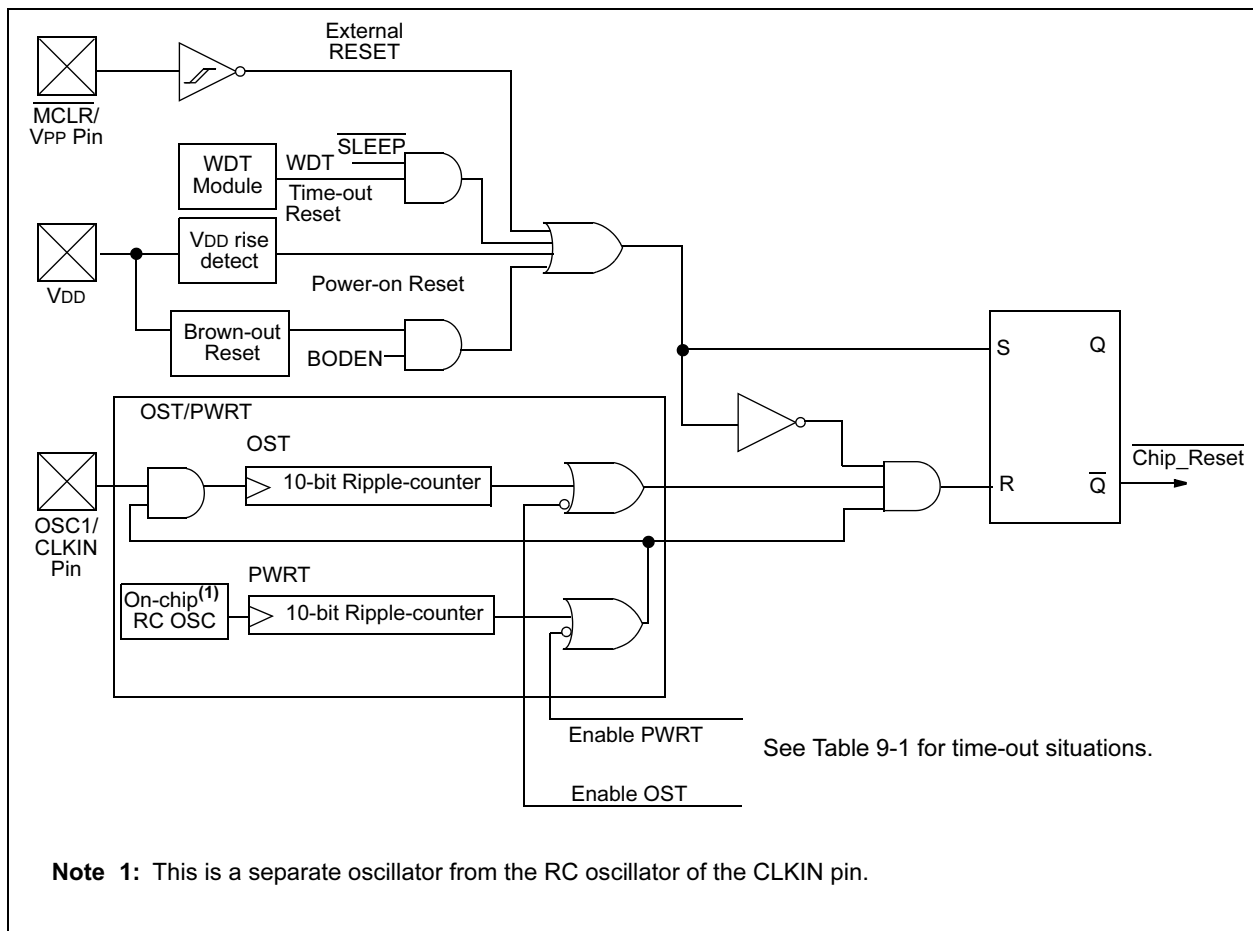 External
RESET
MCLR/
VPP Pin
SLEEP
WDT
Module
WDT
Time-out
Reset
VDD rise
detect
VDD
Power-on Reset
Brown-out
Reset
BODEN
S
Q
OST/PWRT
OST
10-bit Ripple-counter
Chip_Reset
R
Q
OSC1/
CLKIN
Pin
PWRT
On-chip(1)
RC OSC
10-bit Ripple-counter
Enable PWRT
See Table 9-1 for time-out situations.
Enable OST
Note 1: This is a separate oscillator from the RC oscillator of the CLKIN pin.